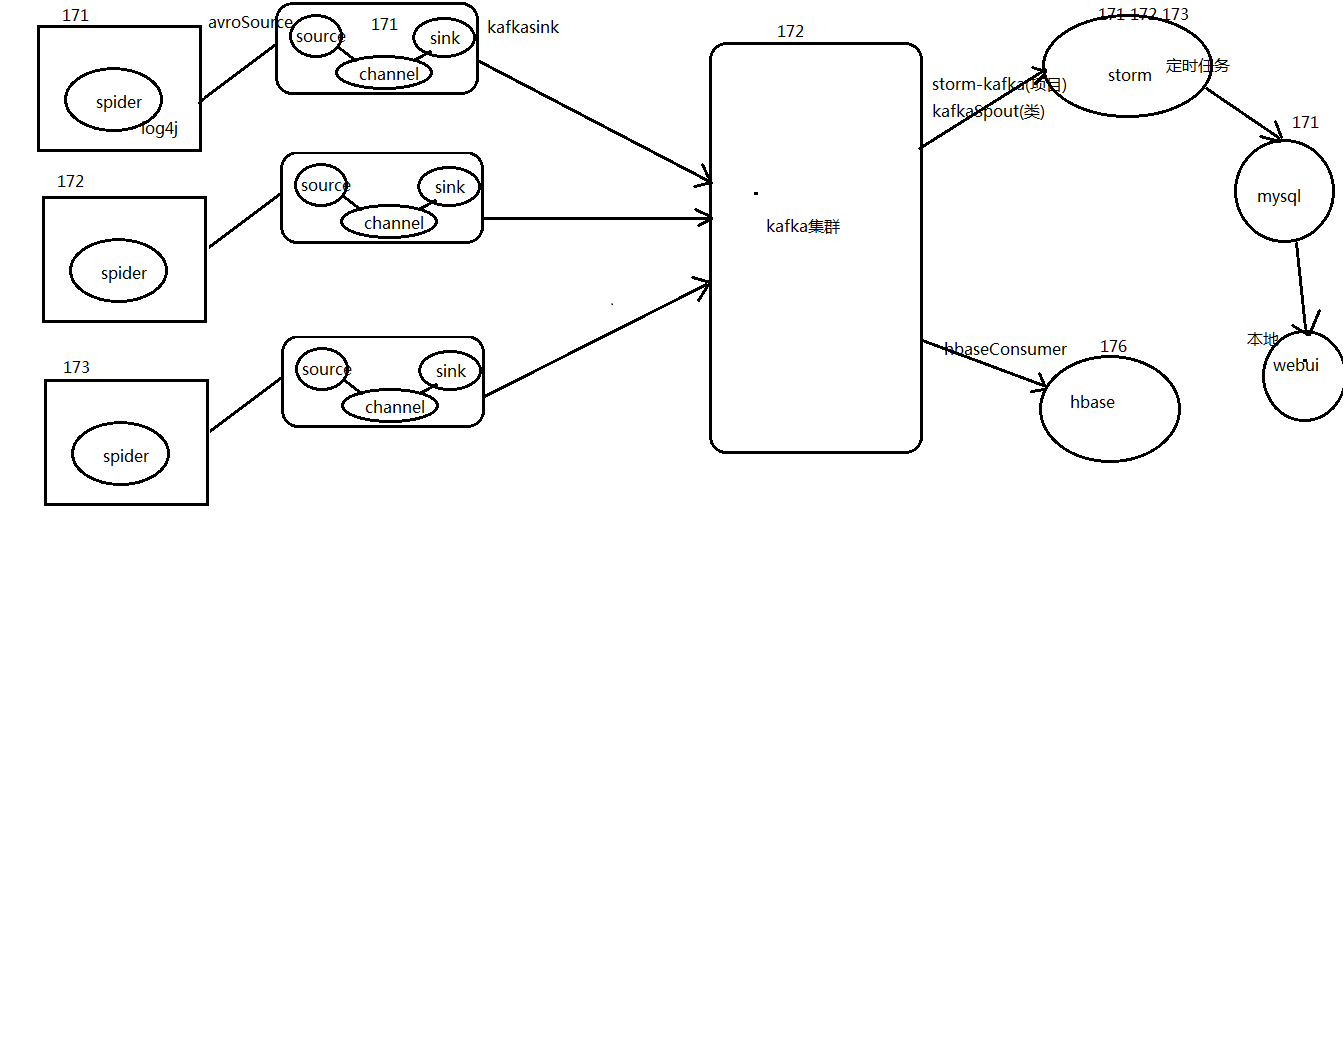 171
spider
log4j
avroSource
source
171
sink
channel
kafkasink
172
spider
source
sink
channel
173
spider
source
sink
channel
172
kafka集群
storm-kafka(项目)
kafkaSpout(类)
171 172 173
storm
定时任务
171
mysql
本地
webui
hbaseConsumer
176
hbase